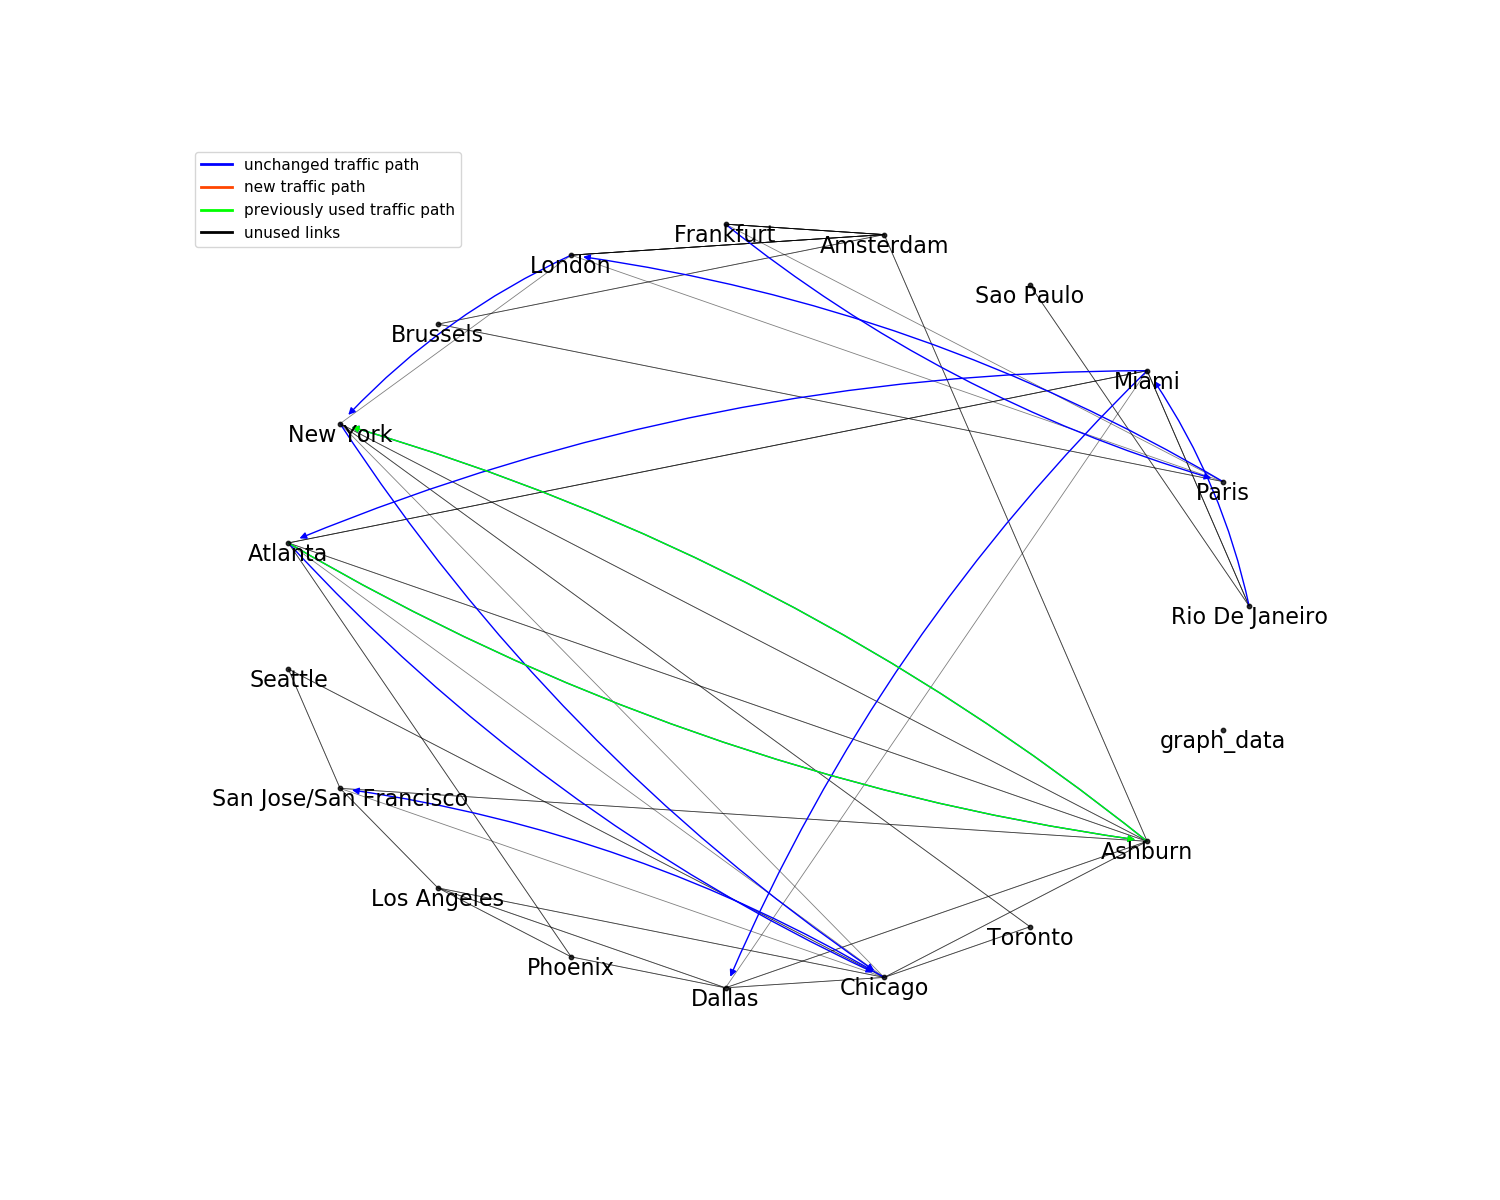 unchanged traffic path
new traffic path
previously used traffic path
unused links
Frankfurt
Amsterdam
London
Sao Paulo
Brussels
Miami
New York
Paris
Atlanta
Rio De Janeiro
Seattle
graph_data
San Jose/San Francisco
Ashburn
Los Angeles
Toronto
Phoenix
Chicago
Dallas